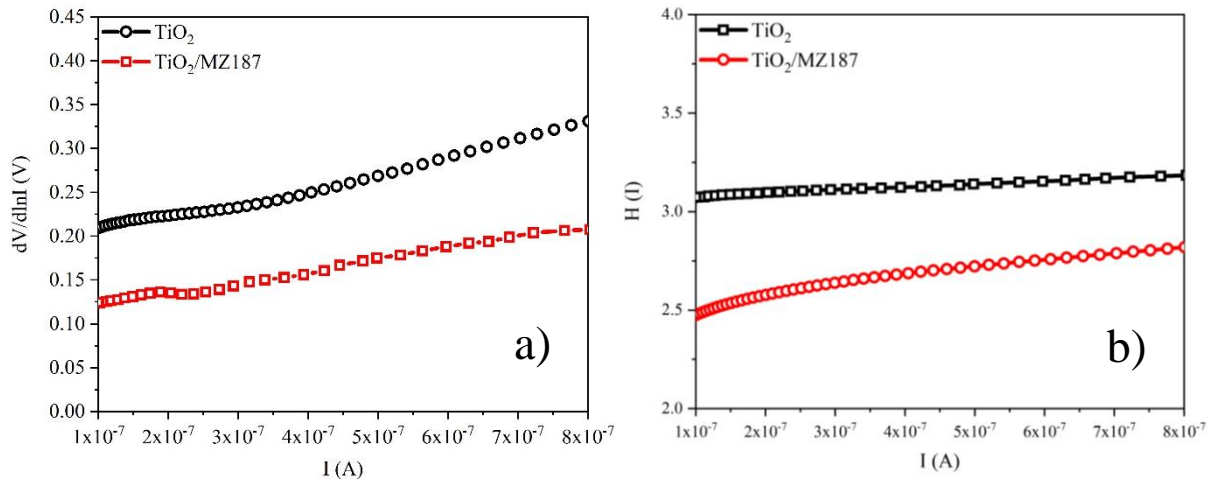 TiO₂
TiO₂/MZ187
dV/dlnI (V)
0.45
0.40
0.35
0.30
0.25
0.20
0.15
0.10
0.05
0.00
a)
1x10⁻⁷ 2x10⁻⁷ 3x10⁻⁷ 4x10⁻⁷ 5x10⁻⁷ 6x10⁻⁷ 7x10⁻⁷ 8x10⁻⁷
I (A)
TiO₂
TiO₂/MZ187
H (I)
4.0
3.5
3.0
2.5
2.0
b)
1x10⁻⁷ 2x10⁻⁷ 3x10⁻⁷ 4x10⁻⁷ 5x10⁻⁷ 6x10⁻⁷ 7x10⁻⁷ 8x10⁻⁷
I (A)